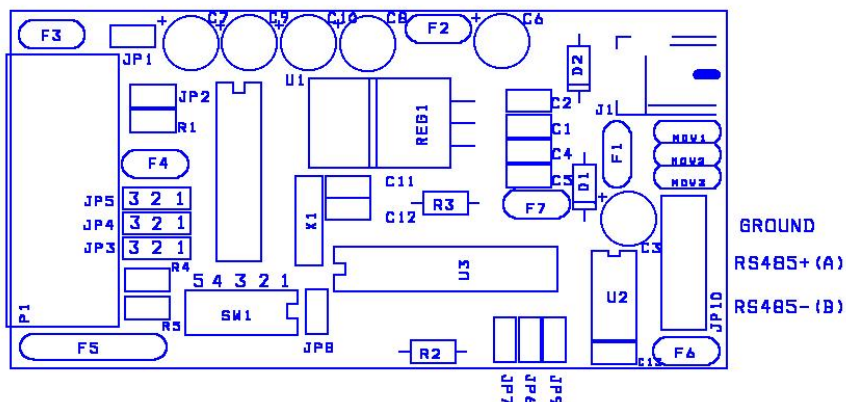 F3
JP1
C7
C9
C10
C8
F2
C6
U1
JP2
R1
REG1
C2
C1
C4
C5
D2
J1
F1
MOV1
MOV2
MOV3
F4
D1
JP5 3 2 1
JP4 3 2 1
JP3 3 2 1
X1
C11
C12
R3
F7
C3
GROUND
RS485+(A)
RS485-(B)
R4
R5
P1
5 4 3 2 1
SW1
JP8
U3
U2
JP10
F5
R2
C13
F6
JP7
JP6
JP9